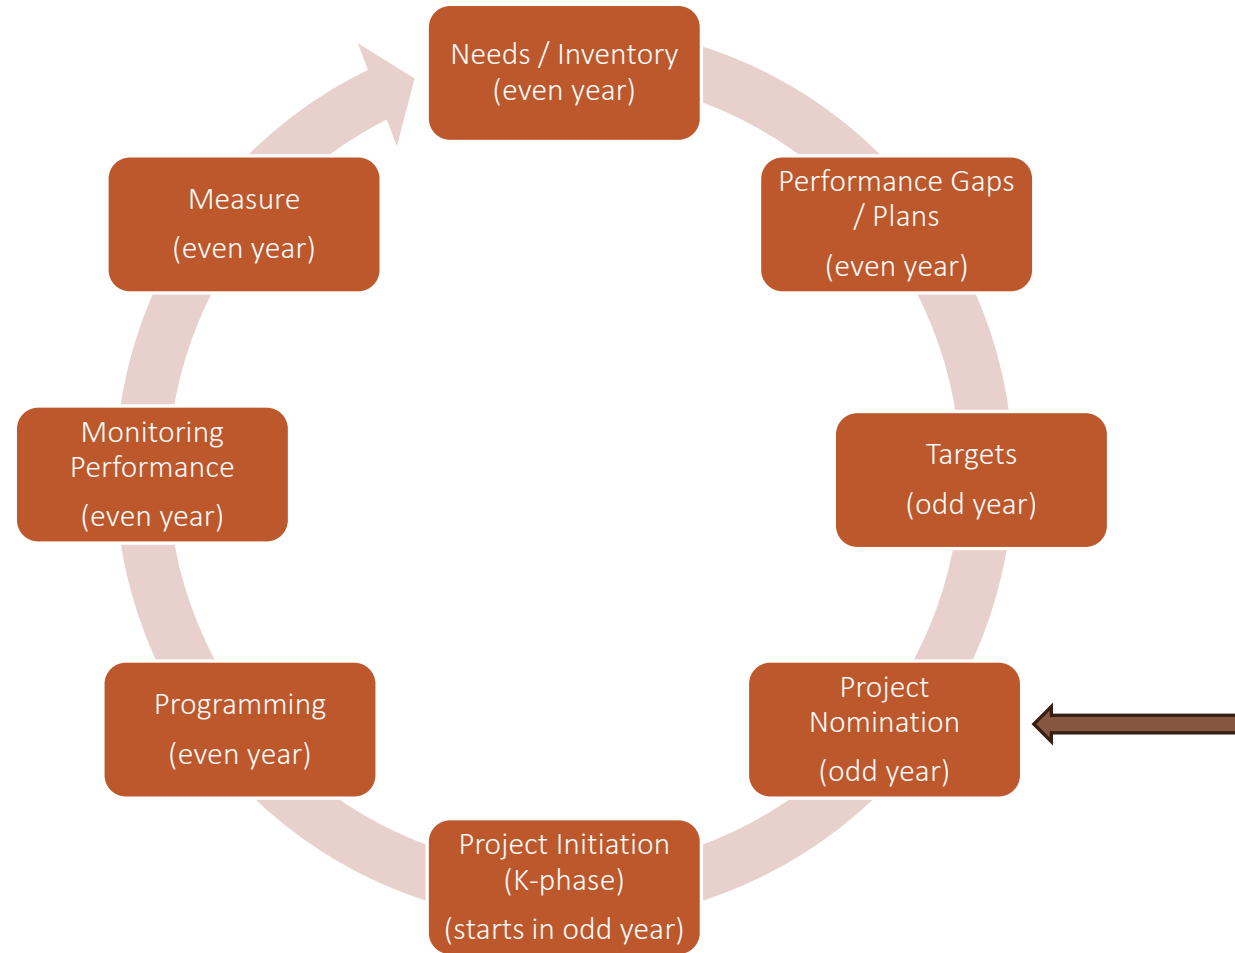 Needs / Inventory
(even year)
Performance Gaps
/ Plans
(even year)
Targets
(odd year)
Project
Nomination
(odd year)
Project Initiation
(K-phase)
(starts in odd year)
Programming
(even year)
Monitoring
Performance
(even year)
Measure
(even year)